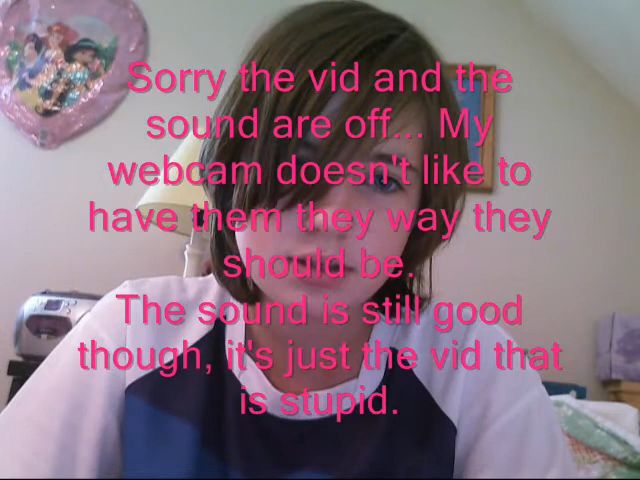 Sorry the vid and the
sound are off... My
webcam doesn't like to
have them they way they
should be.
The sound is still good
though, it's just the vid that
is stupid.